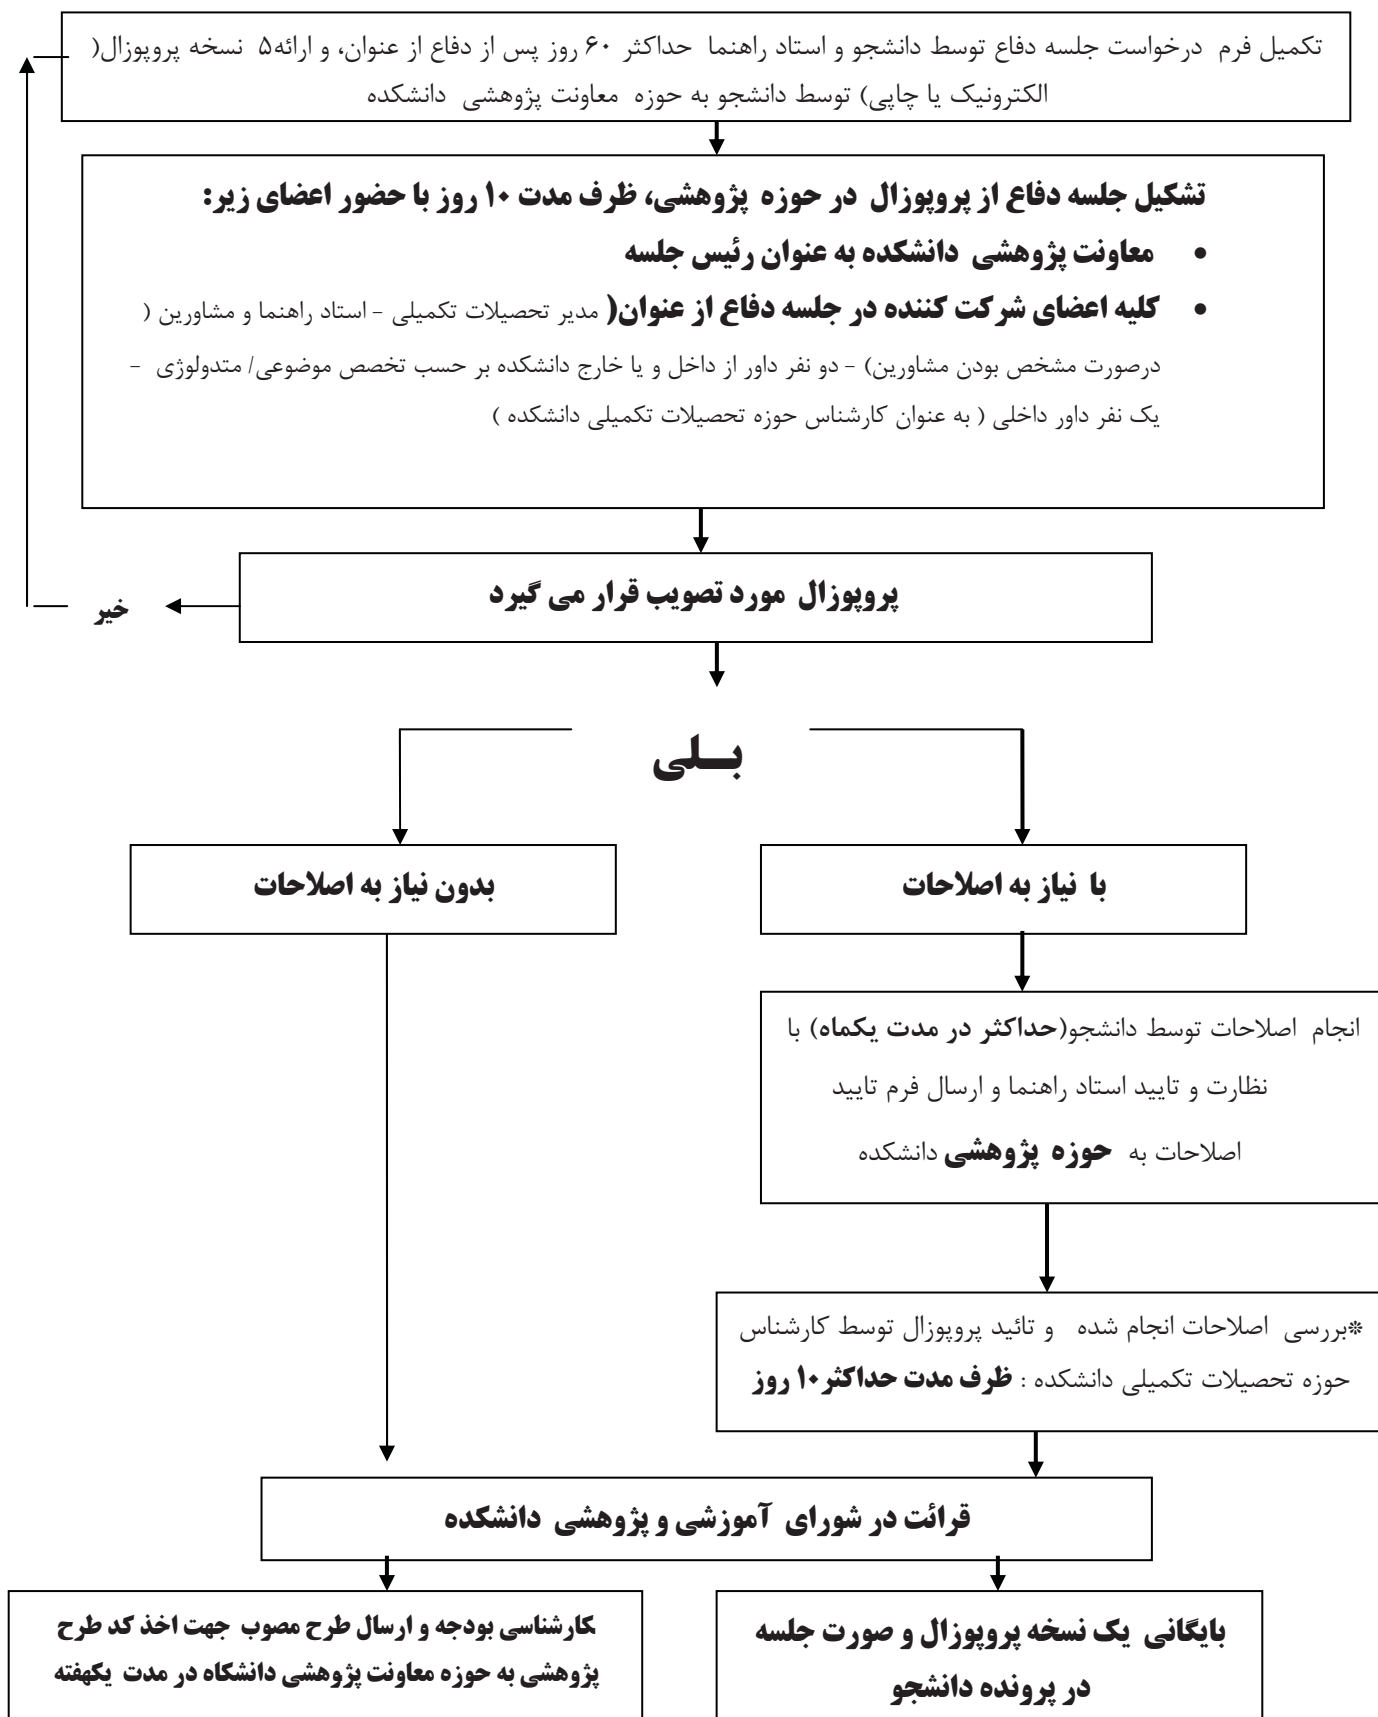 تکمیل فرم درخواست جلسه دفاع توسط دانشجو و استاد راهنما حداکثر ۶۰ روز پس از دفاع از عنوان، و ارائه۵ نسخه پروپوزال(
الکترونیک یا چاپی) توسط دانشجو به حوزه معاونت پژوهشی دانشکده
تشکیل جلسه دفاع از پروپوزال در حوزه پژوهشی، ظرف مدت ۱۰ روز با حضور اعضای زیر:
• معاونت پژوهشی دانشکده به عنوان رئیس جلسه
• کلیه اعضای شرکت کننده در جلسه دفاع از عنوان( مدیر تحصیلات تکمیلی - استاد راهنما و مشاورین (
درصورت مشخص بودن مشاورین) - دو نفر داور از داخل و یا خارج دانشکده بر حسب تخصص موضوعی/ متدولوژی -
یک نفر داور داخلی ( به عنوان کارشناس حوزه تحصیلات تکمیلی دانشکده )
پروپوزال مورد تصویب قرار می گیرد
خیر
بــلی
با نیاز به اصلاحات
بدون نیاز به اصلاحات
انجام اصلاحات توسط دانشجو(حداکثر در مدت یکماه) با
نظارت و تایید استاد راهنما و ارسال فرم تایید
اصلاحات به حوزه پژوهشی دانشکده
*بررسی اصلاحات انجام شده و تائید پروپوزال توسط کارشناس
حوزه تحصیلات تکمیلی دانشکده : ظرف مدت حداکثر۱۰ روز
قرائت در شورای آموزشی و پژوهشی دانشکده
بایگانی یک نسخه پروپوزال و صورت جلسه
در پرونده دانشجو
کارشناسی بودجه و ارسال طرح مصوب جهت اخذ کد طرح
پژوهشی به حوزه معاونت پژوهشی دانشکاه در مدت یکهفته